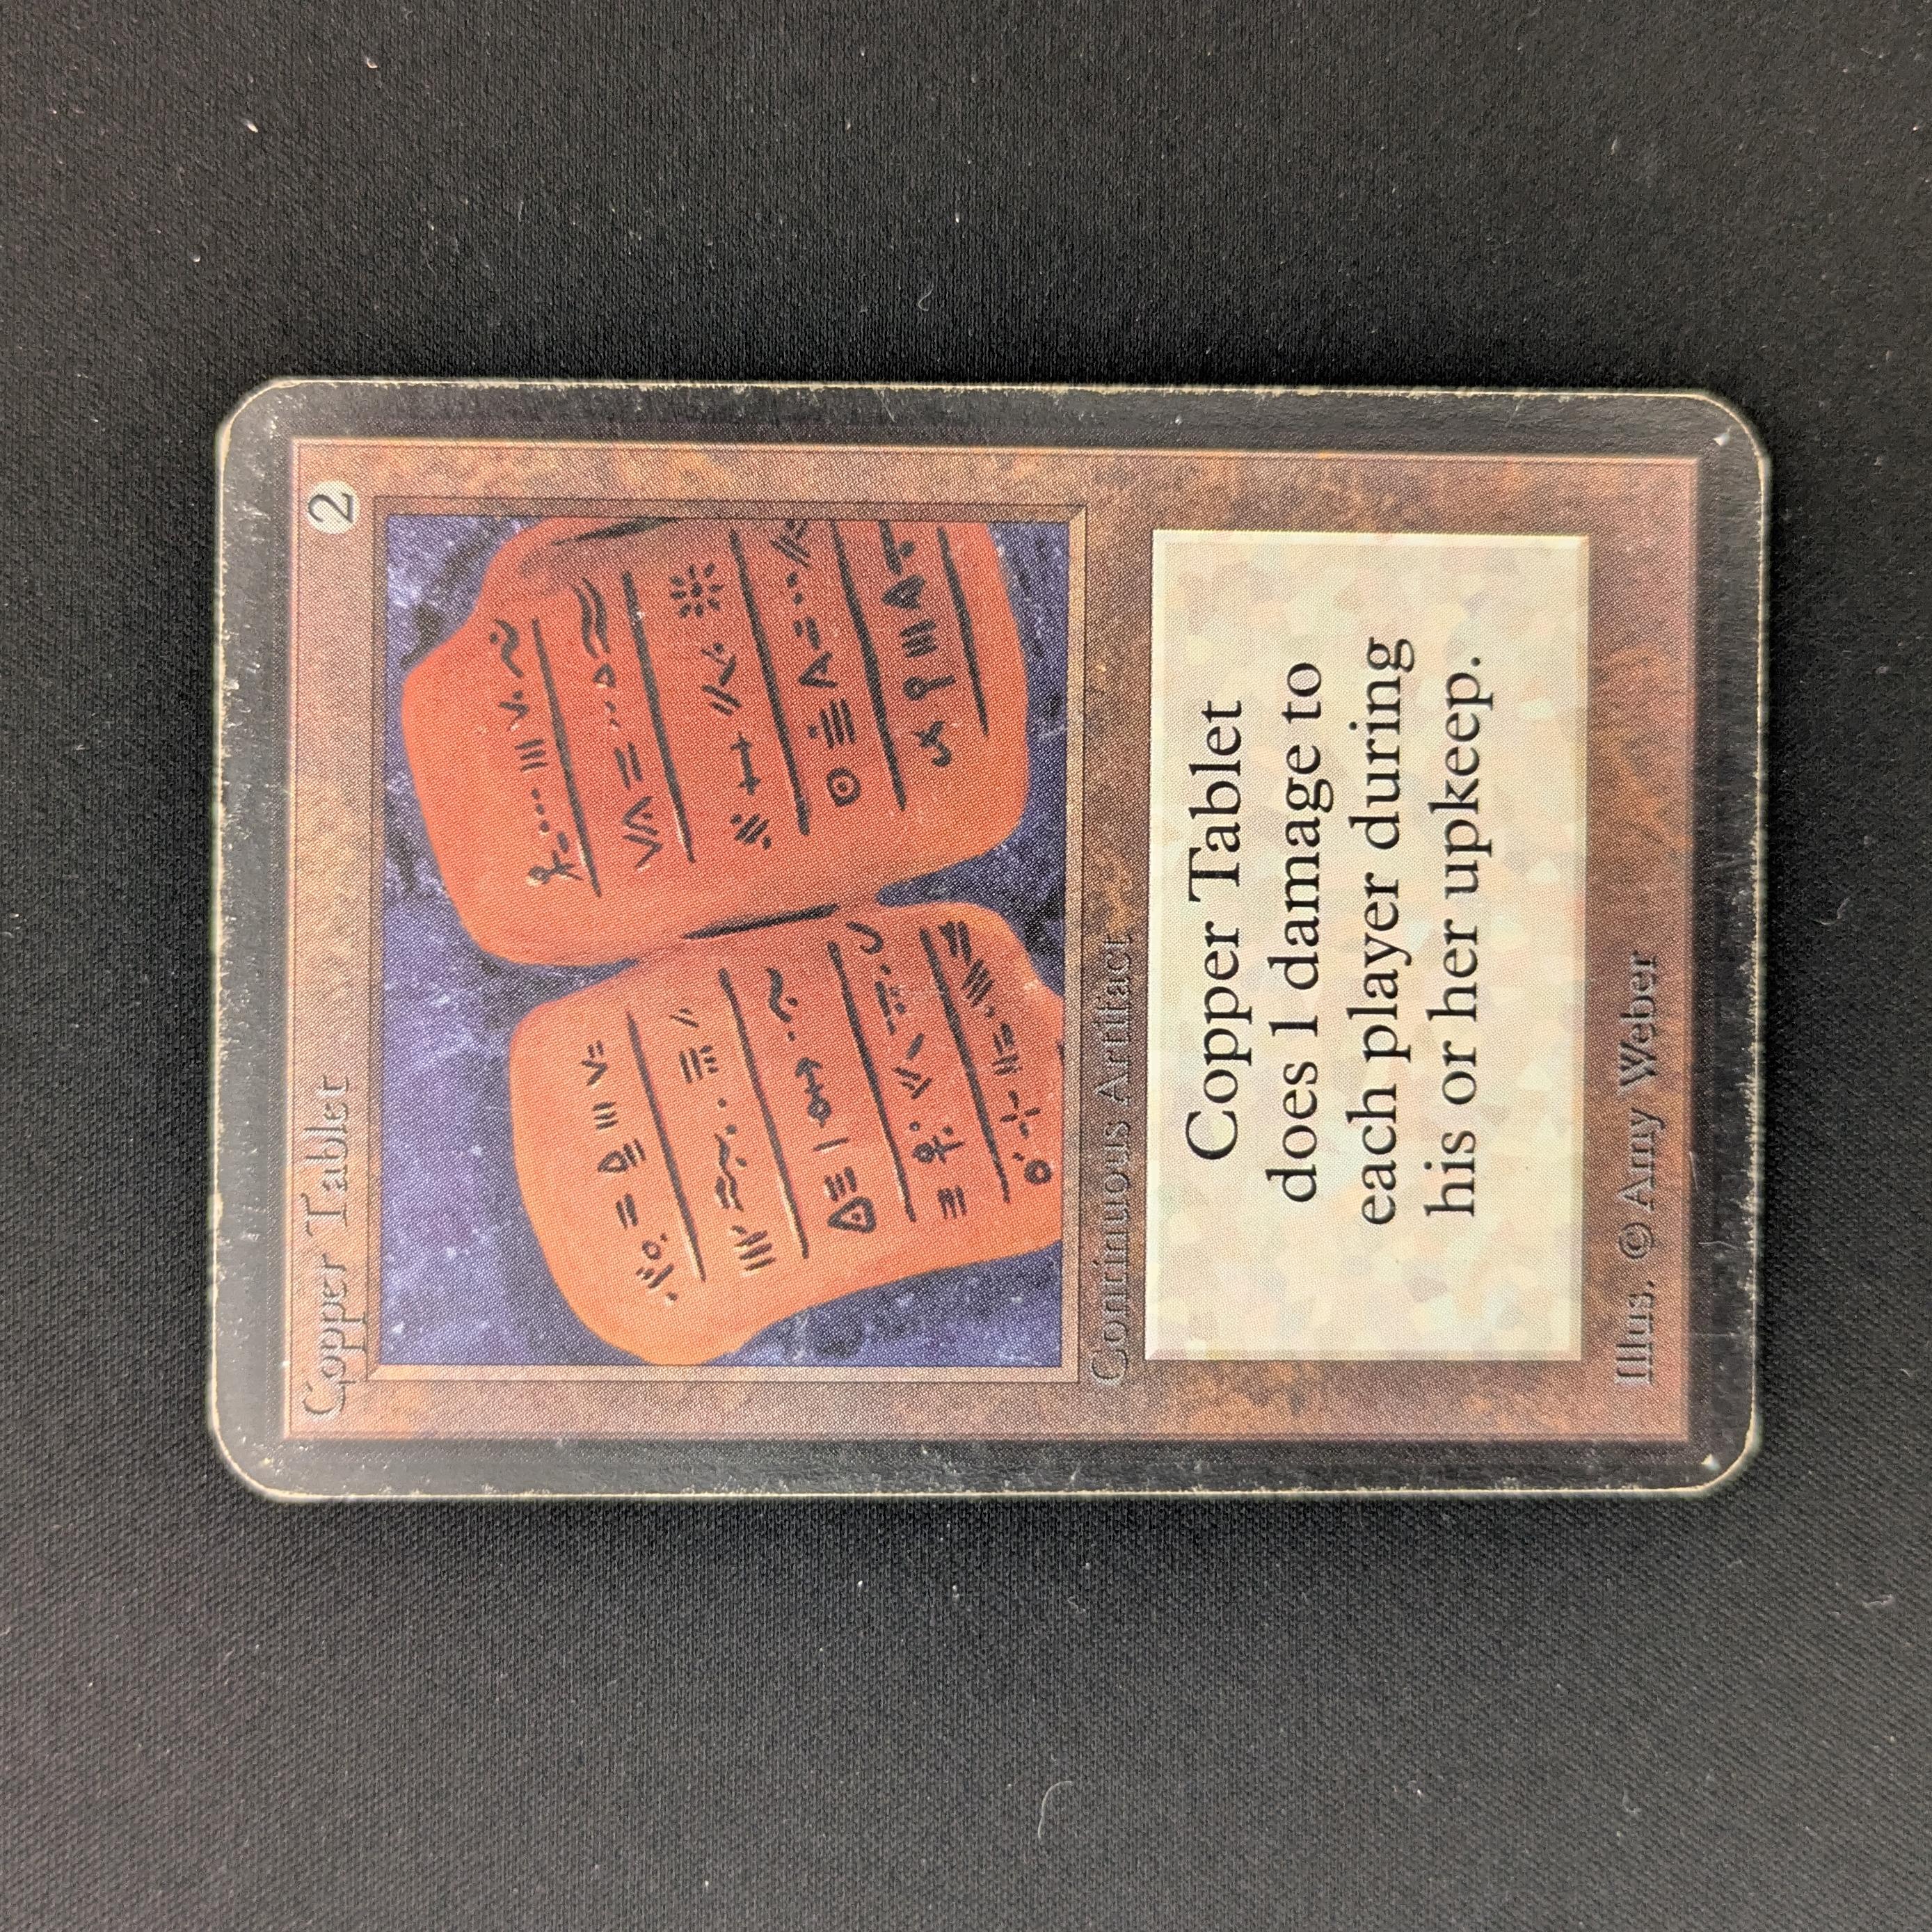 Copper Tablet 2
Continuous Artifact
Copper Tablet
does 1 damage to
each player during
his or her upkeep.
Illus. © Amy Weber